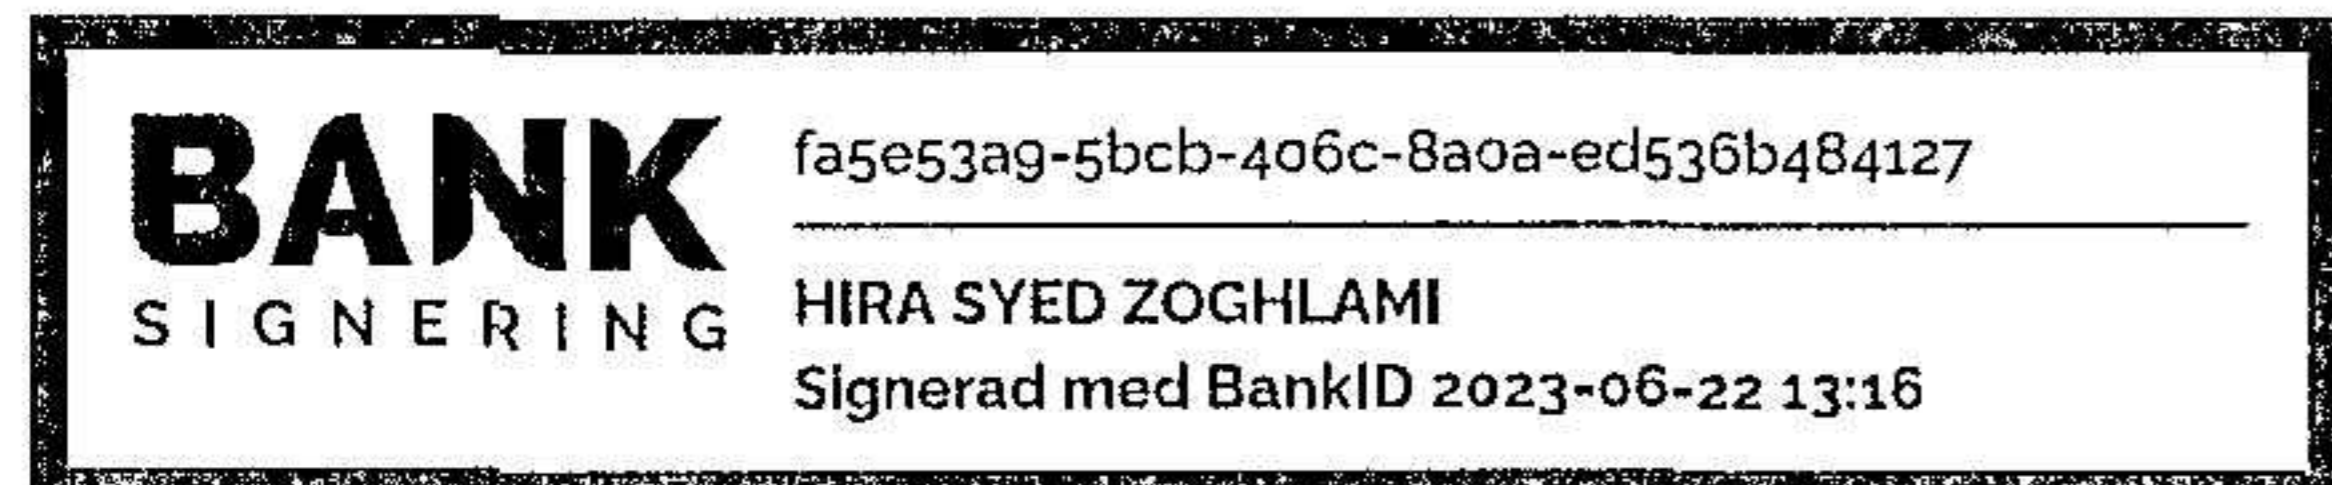 BANK
SIGNERING
fa5e53a9-5bcb-406c-8a0a-ed536b484127
HIRA SYED ZOGHLAMI
Signerad med BankID 2023-06-22 13:16